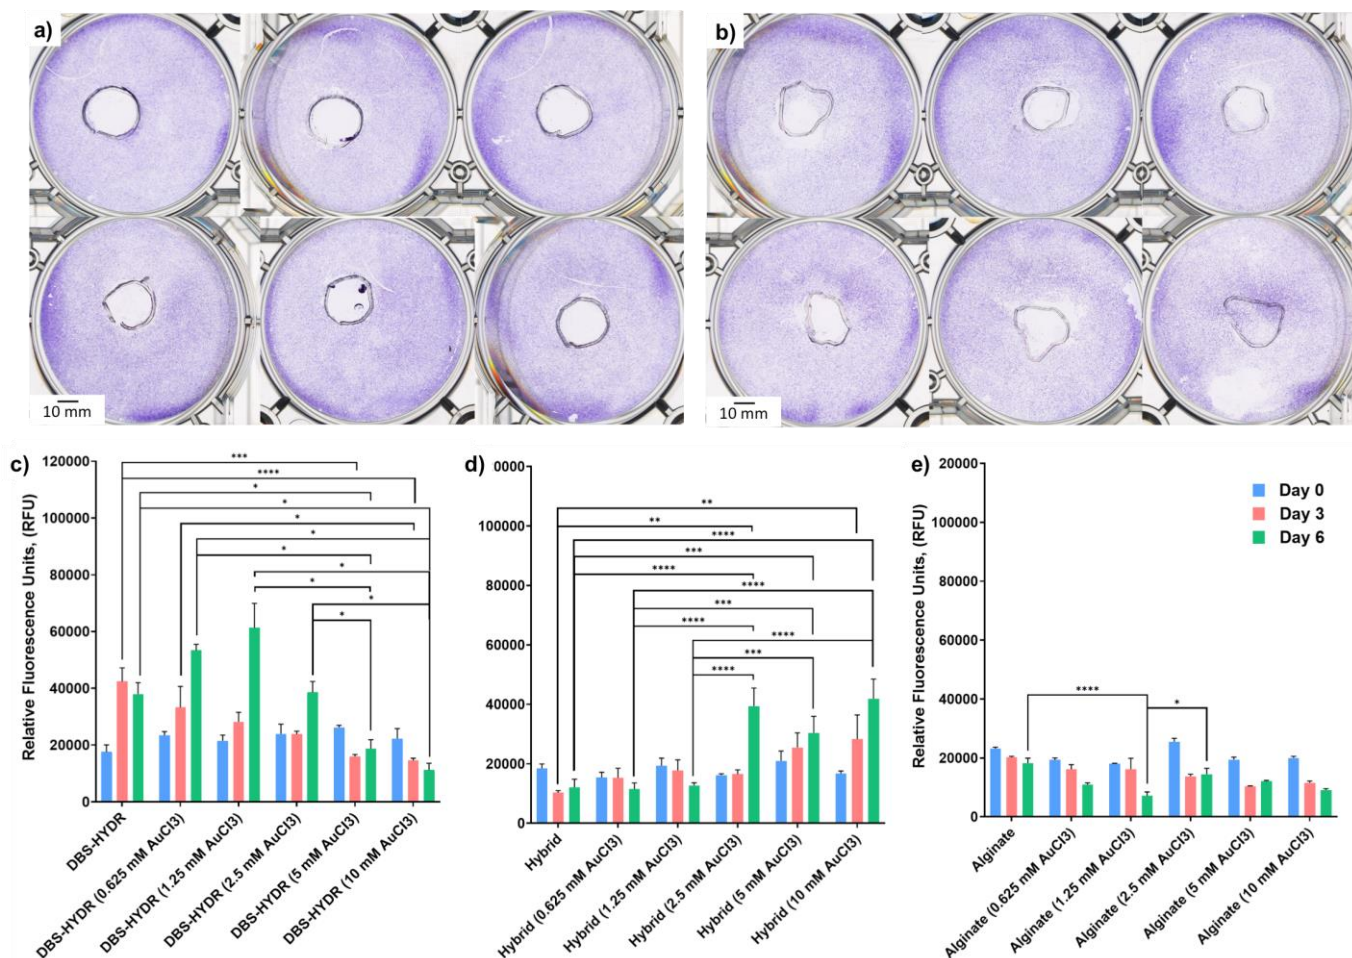 a)
b)
10 mm
10 mm
c)
Relative Fluorescence Units, (RFU)
120000
100000
80000
60000
40000
20000
0
***
****
*
*
*
*
*
*
*
*
*
DBS-HYDR
DBS-HYDR (0.625 mM AuCl3)
DBS-HYDR (1.25 mM AuCl3)
DBS-HYDR (2.5 mM AuCl3)
DBS-HYDR (5 mM AuCl3)
DBS-HYDR (10 mM AuCl3)
d)
0000
100000
80000
60000
40000
20000
0
**
**
****
***
****
****
***
****
****
***
****
Hybrid
Hybrid (0.625 mM AuCl3)
Hybrid (1.25 mM AuCl3)
Hybrid (2.5 mM AuCl3)
Hybrid (5 mM AuCl3)
Hybrid (10 mM AuCl3)
e)
Relative Fluorescence Units, (RFU)
20000
100000
80000
60000
40000
20000
0
****
*
Day 0
Day 3
Day 6
Alginate
Alginate (0.625 mM AuCl3)
Alginate (1.25 mM AuCl3)
Alginate (2.5 mM AuCl3)
Alginate (5 mM AuCl3)
Alginate (10 mM AuCl3)